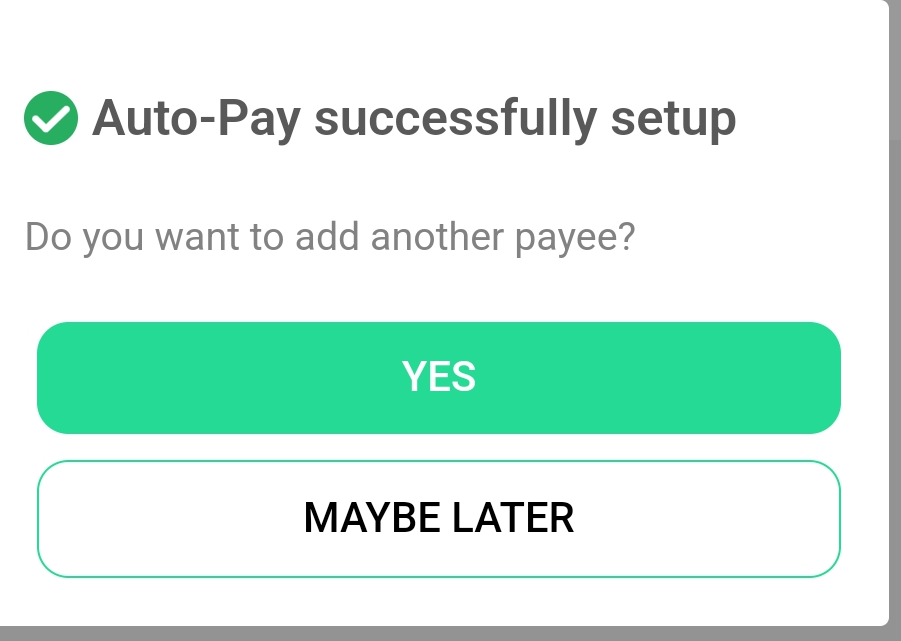 Auto-Pay successfully setup
Do you want to add another payee?
YES
MAYBE LATER